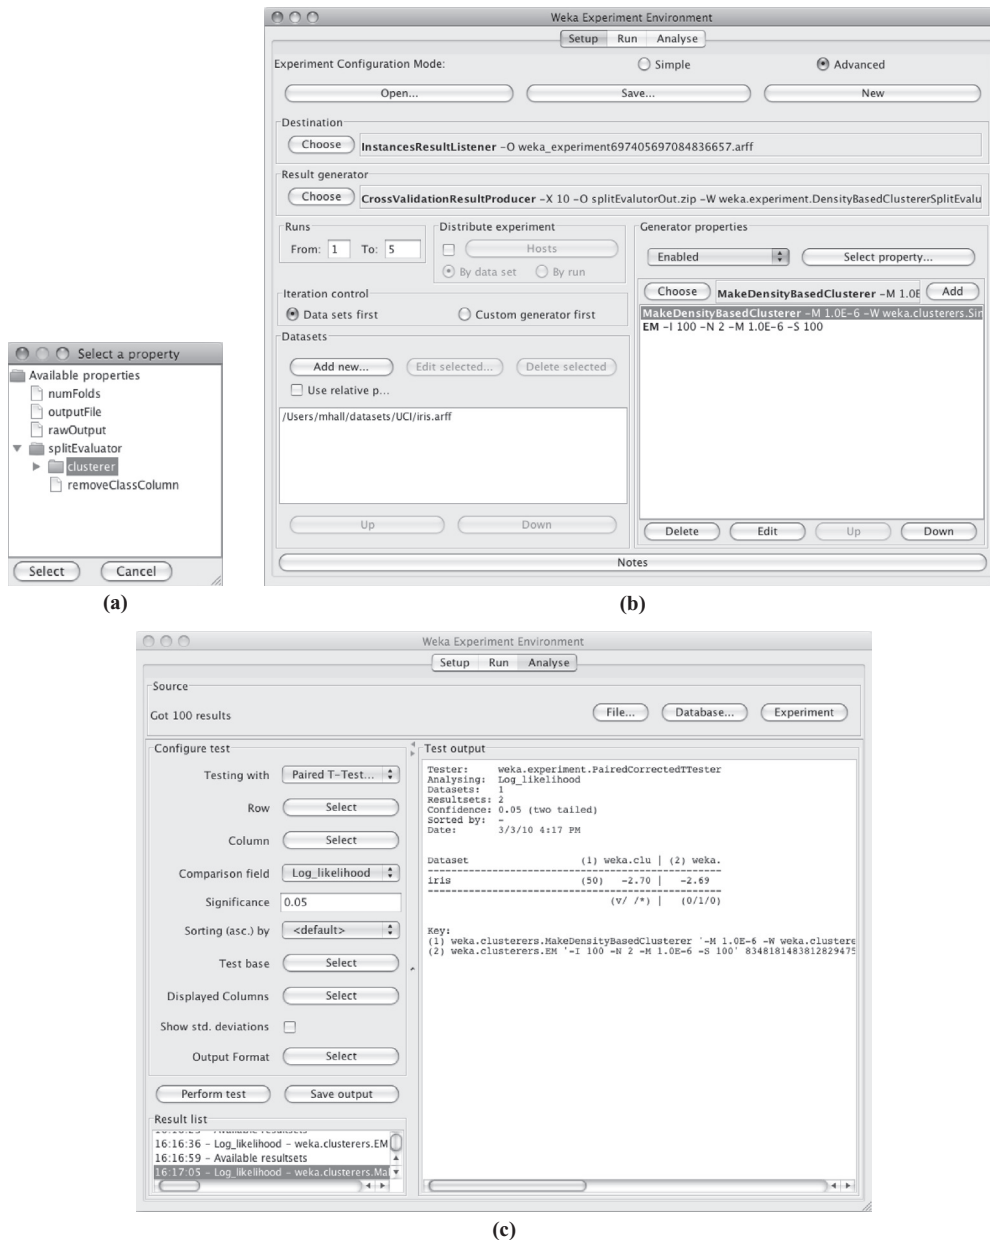 Select a property
Available properties
numFolds
outputFile
rawOutput
splitEvaluator
clusterer
removeClassColumn
Select Cancel
(a)
Weka Experiment Environment
Setup Run Analyse
Experiment Configuration Mode: Simple Advanced
Open... Save... New
Destination
Choose InstancesResultListener -O weka_experiment697405697084836657.arff
Result generator
Choose CrossValidationResultProducer -X 10 -O splitEvalutorOut.zip -W weka.experiment.DensityBasedClustererSplitEvalu
Runs
From: 1 To: 5
Distribute experiment
Hosts
By data set By run
Iteration control
Data sets first Custom generator first
Datasets
Add new... Edit selected... Delete selected
Use relative p...
/Users/mhall/datasets/UCI/iris.arff
Up Down
Generator properties
Enabled Select property...
Choose MakeDensityBasedClusterer -M 1.0E Add
MakeDensityBasedClusterer -M 1.0E-6 -W weka.clusterers.Sin
EM -I 100 -N 2 -M 1.0E-6 -S 100
Delete Edit Up Down
Notes
(b)
Weka Experiment Environment
Setup Run Analyse
Source
Got 100 results File... Database... Experiment
Configure test
Testing with Paired T-Test...
Row Select
Column Select
Comparison field Log_likelihood
Significance 0.05
Sorting (asc.) by <default>
Test base Select
Displayed Columns Select
Show std. deviations
Output Format Select
Perform test Save output
Result list
16:16:36 - Log_likelihood - weka.clusterers.EM
16:16:59 - Available resultsets
16:17:05 - Log_likelihood - weka.clusterers.Mal
Test output
Tester: weka.experiment.PairedCorrectedTTester
Analysing: Log_likelihood
Datasets: 1
Resultsets: 2
Confidence: 0.05 (two tailed)
Sorted by: -
Date: 3/3/10 4:17 PM
Dataset (1) weka.clu | (2) weka.
iris (50) -2.70 | -2.69
(v/ /*) | (0/1/0)
Key:
(1) weka.clusterers.MakeDensityBasedClusterer '-M 1.0E-6 -W weka.clustere
(2) weka.clusterers.EM '-I 100 -N 2 -M 1.0E-6 -S 100' 8348181483812829475
(c)